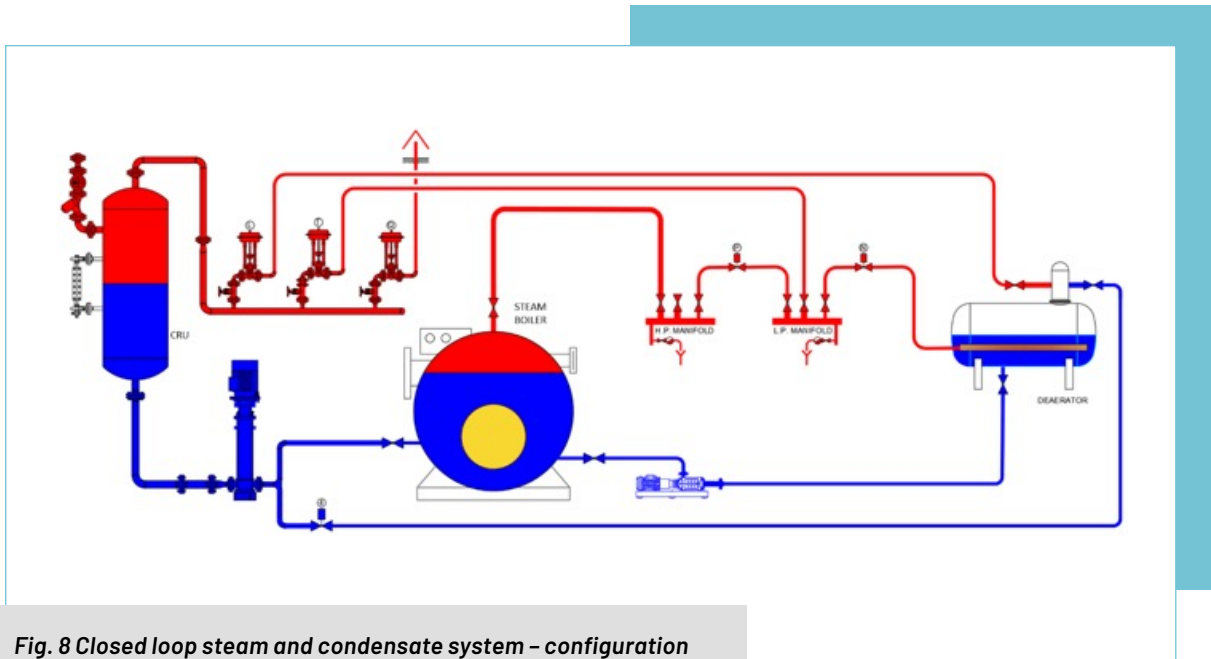 CRU
STEAM
BOILER
H.P. MANIFOLD
L.P. MANIFOLD
DEAERATOR
Fig. 8 Closed loop steam and condensate system – configuration